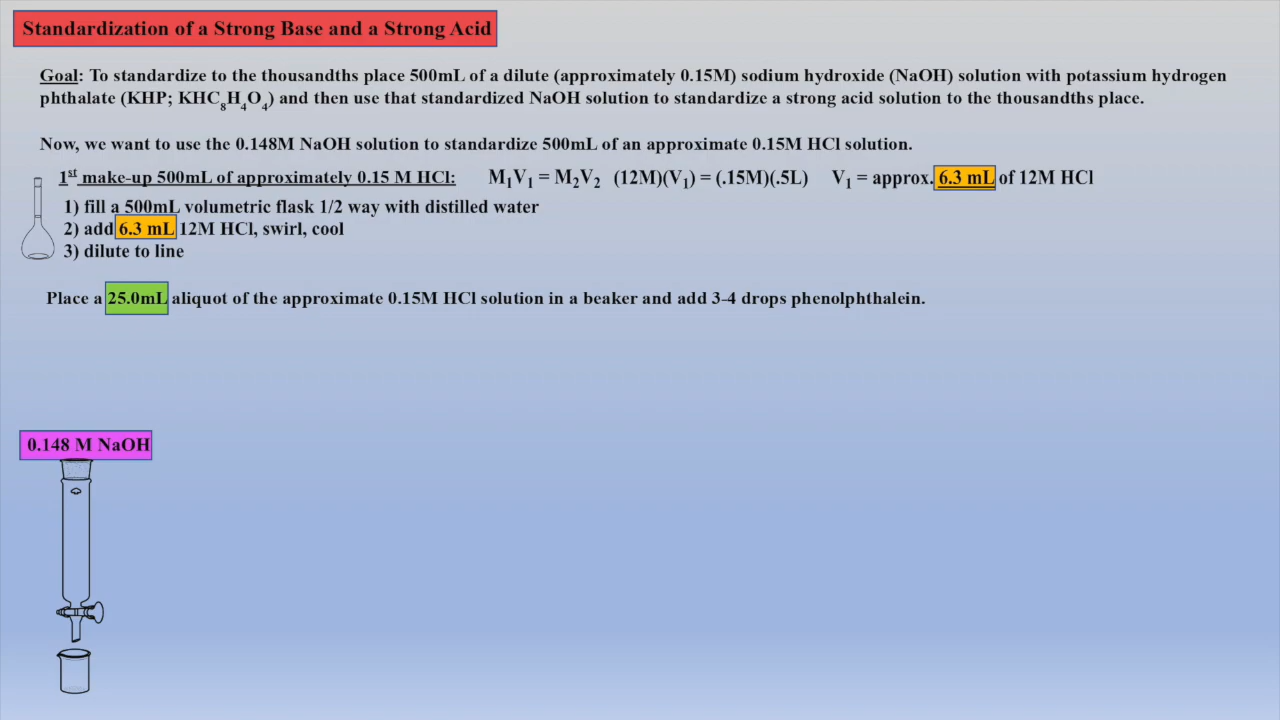 Standardization of a Strong Base and a Strong Acid
Goal: To standardize to the thousandths place 500mL of a dilute (approximately 0.15M) sodium hydroxide (NaOH) solution with potassium hydrogen
phthalate (KHP; KHC₈H₄O₄) and then use that standardized NaOH solution to standardize a strong acid solution to the thousandths place.
Now, we want to use the 0.148M NaOH solution to standardize 500mL of an approximate 0.15M HCl solution.
1ˢᵗ make-up 500mL of approximately 0.15 M HCl: M₁V₁ = M₂V₂ (12M)(V₁) = (.15M)(.5L) V₁ = approx. 6.3 mL of 12M HCl
1) fill a 500mL volumetric flask 1/2 way with distilled water
2) add 6.3 mL 12M HCl, swirl, cool
3) dilute to line
Place a 25.0mL aliquot of the approximate 0.15M HCl solution in a beaker and add 3-4 drops phenolphthalein.
0.148 M NaOH